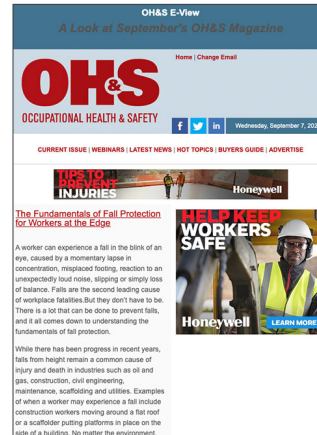 OH&S E-View
A Look at September's OH&S Magazine
Home | Change Email
OH&S
OCCUPATIONAL HEALTH & SAFETY
f in Wednesday, September 7, 202
CURRENT ISSUE | WEBINARS | LATEST NEWS | HOT TOPICS | BUYERS GUIDE | ADVERTISE
TIPS TO
PREVENT
INJURIES
Honeywell
The Fundamentals of Fall Protection
for Workers at the Edge
A worker can experience a fall in the blink of an
eye, caused by a momentary lapse in
concentration, misplaced footing, reaction to an
unexpectedly loud noise, slipping or simply loss
of balance. Falls are the second leading cause
of workplace fatalities.But they don't have to be.
There is a lot that can be done to prevent falls,
and it all comes down to understanding the
fundamentals of fall protection.
While there has been progress in recent years,
falls from height remain a common cause of
injury and death in industries such as oil and
gas, construction, civil engineering,
maintenance, scaffolding and utilities. Examples
of when a worker may experience a fall include
construction workers moving around a flat roof
or a scaffolder putting platforms in place on the
side of a building. No matter the environment,
HELP KEEP
WORKERS
SAFE
Honeywell
LEARN MORE